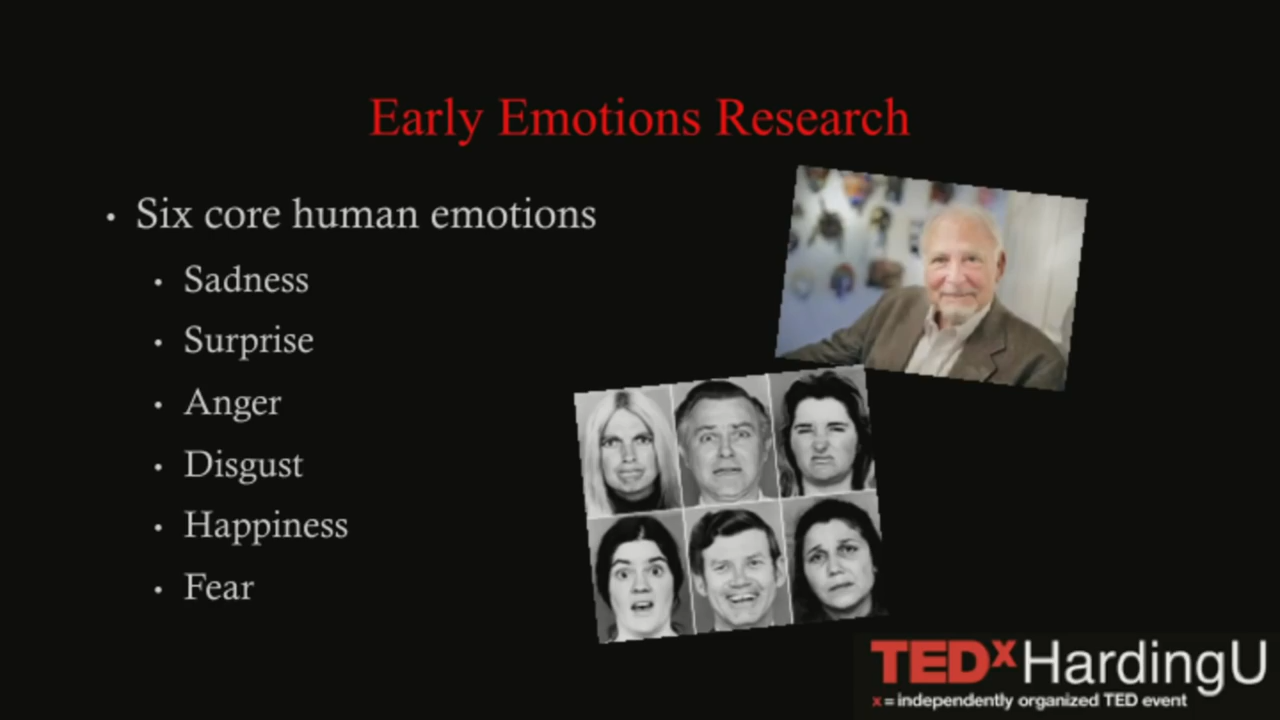 Early Emotions Research
• Six core human emotions
• Sadness
• Surprise
• Anger
• Disgust
• Happiness
• Fear
TEDxHardingU
x = independently organized TED event